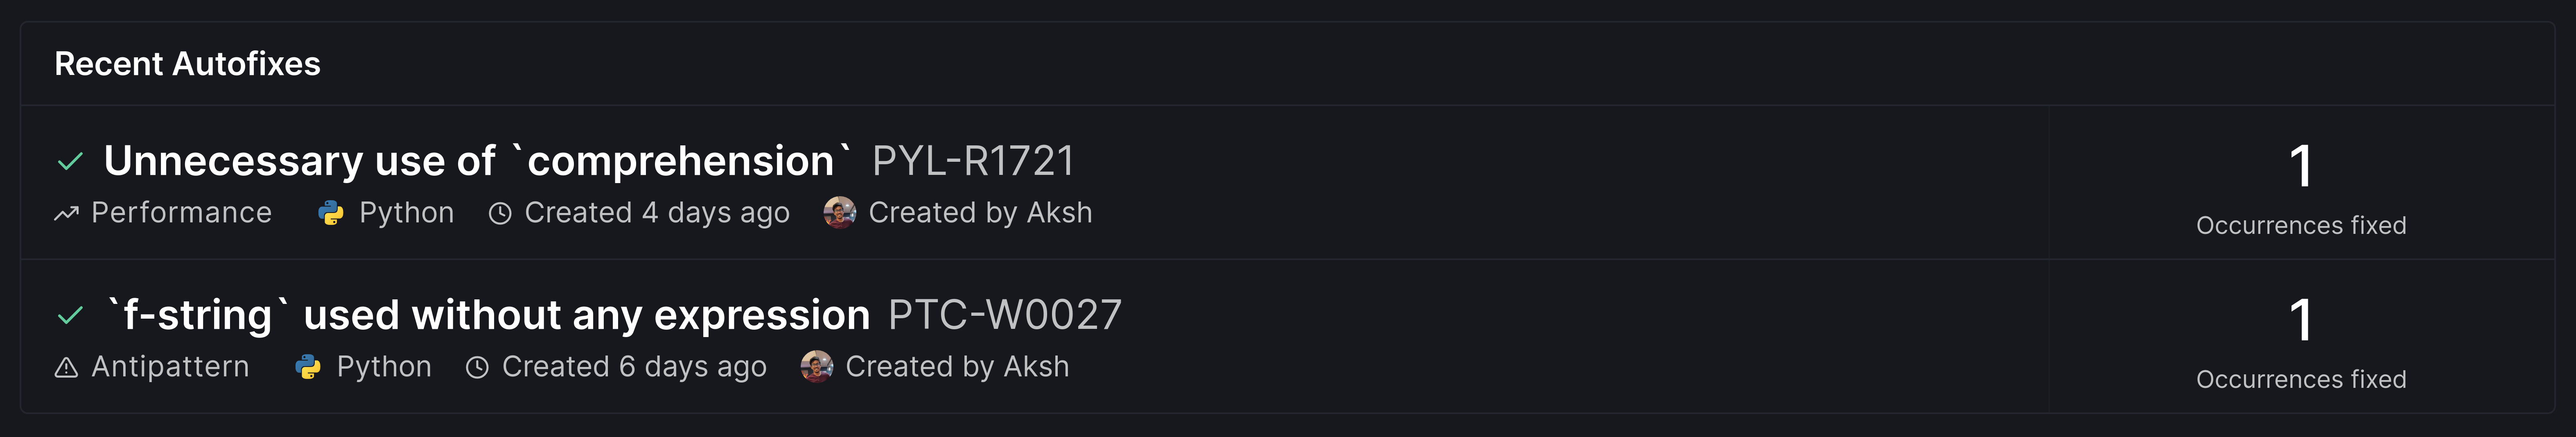 Recent Autofixes
Unnecessary use of `comprehension` PYL-R1721
Performance Python Created 4 days ago Created by Aksh
1
Occurrences fixed
`f-string` used without any expression PTC-W0027
Antipattern Python Created 6 days ago Created by Aksh
1
Occurrences fixed